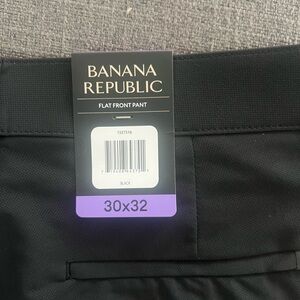 BANANA
REPUBLIC
FLAT FRONT PANT
BLACK
30x32